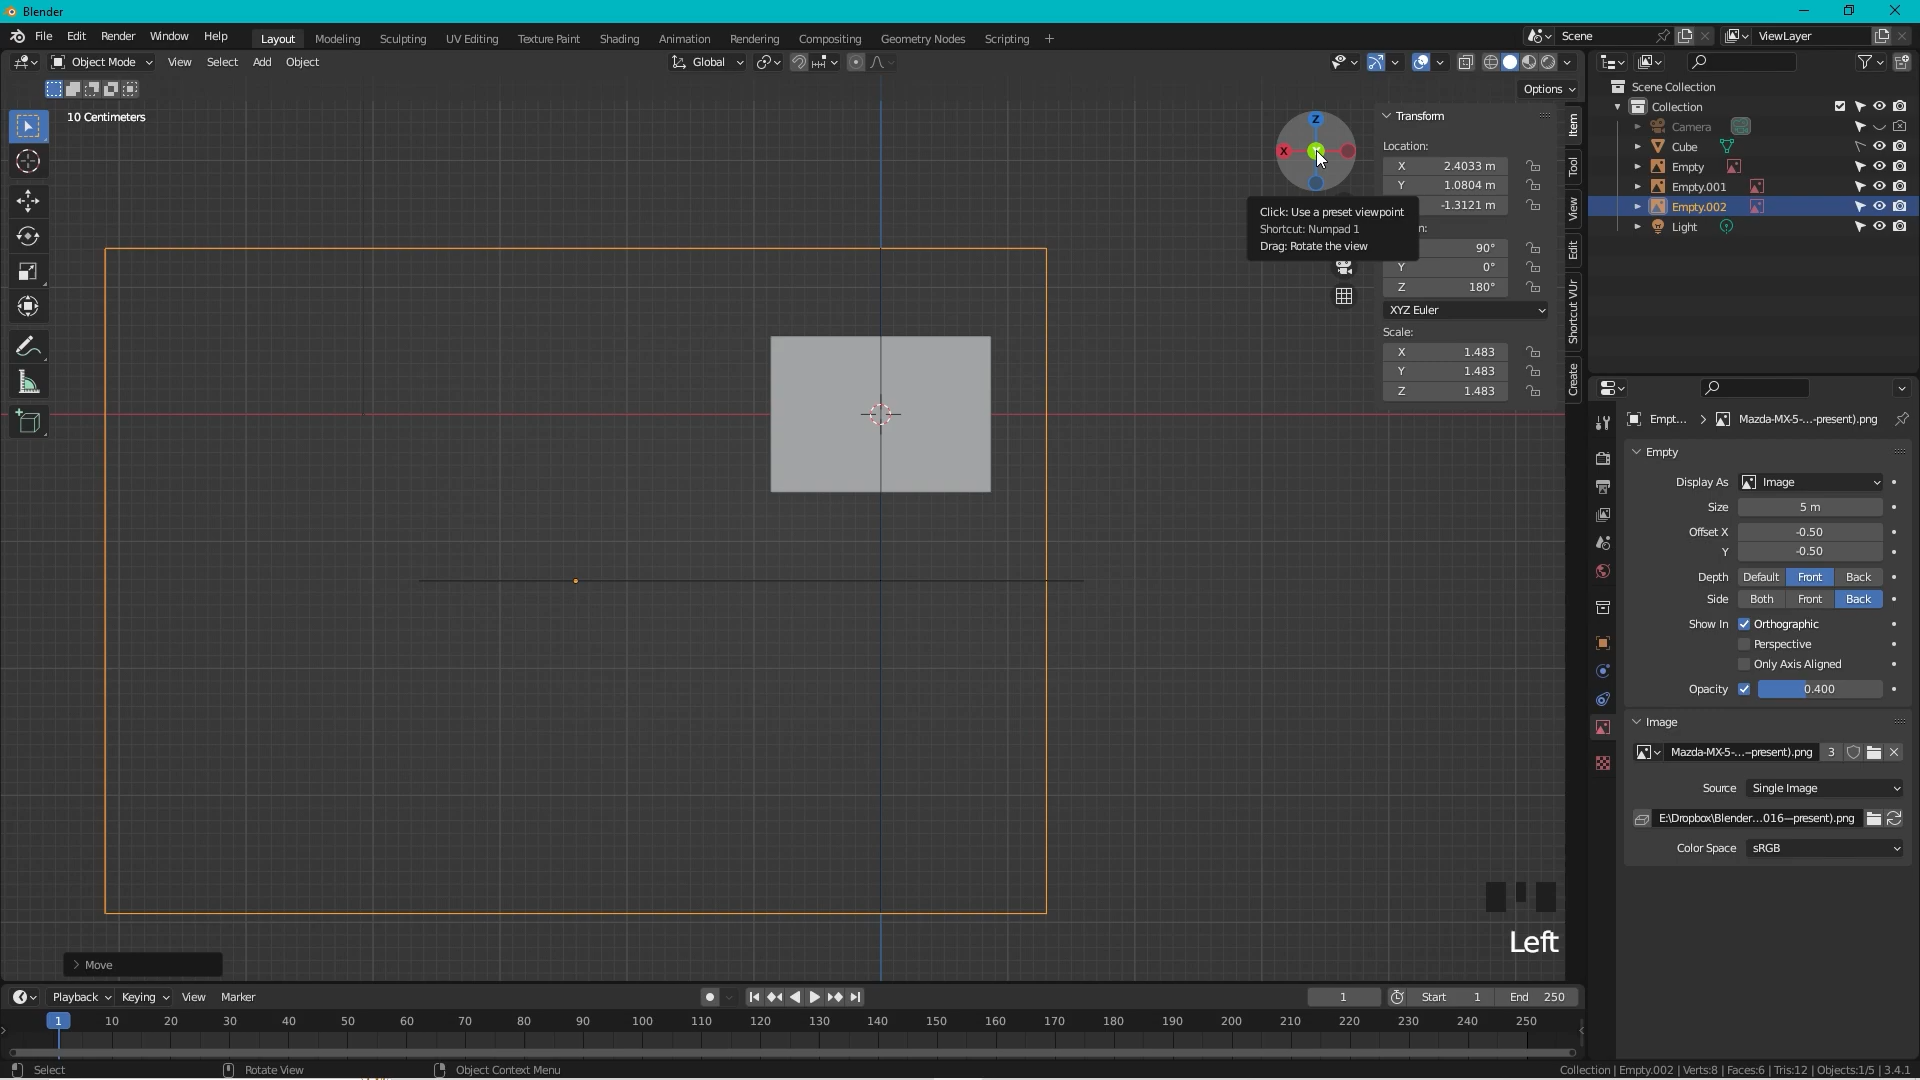 Blender
File Edit Render Window Help
Layout Modeling Sculpting UV Editing Texture Paint Shading Animation Rendering Compositing Geometry Nodes Scripting +
Scene
ViewLayer
Object Mode View Select Add Object
Global
Options
10 Centimeters
Z
X
Click: Use a preset viewpoint
Shortcut: Numpad 1
Drag: Rotate the view
Transform
Location:
X 2.4033 m
Y 1.0804 m
-1.3121 m
90°
Y 0°
Z 180°
XYZ Euler
Scale:
X 1.483
Y 1.483
Z 1.483
Item
Tool
View
Edit
Shortcut VUr
Create
Scene Collection
Collection
Camera
Cube
Empty
Empty.001
Empty.002
Light
Empt... > Mazda-MX-5-...-present).png
Empty
Display As Image
Size 5 m
Offset X -0.50
Y -0.50
Depth Default Front Back
Side Both Front Back
Show In Orthographic
Perspective
Only Axis Aligned
Opacity 0.400
Image
Mazda-MX-5-...—present).png 3
Source Single Image
E:\Dropbox\Blender...016—present).png
Color Space sRGB
Left
Move
Playback Keying View Marker
1 Start 1 End 250
1 10 20 30 40 50 60 70 80 90 100 110 120 130 140 150 160 170 180 190 200 210 220 230 240 250
Select Rotate View Object Context Menu
Collection | Empty.002 | Verts:8 | Faces:6 | Tris:12 | Objects:1/5 | 3.4.1